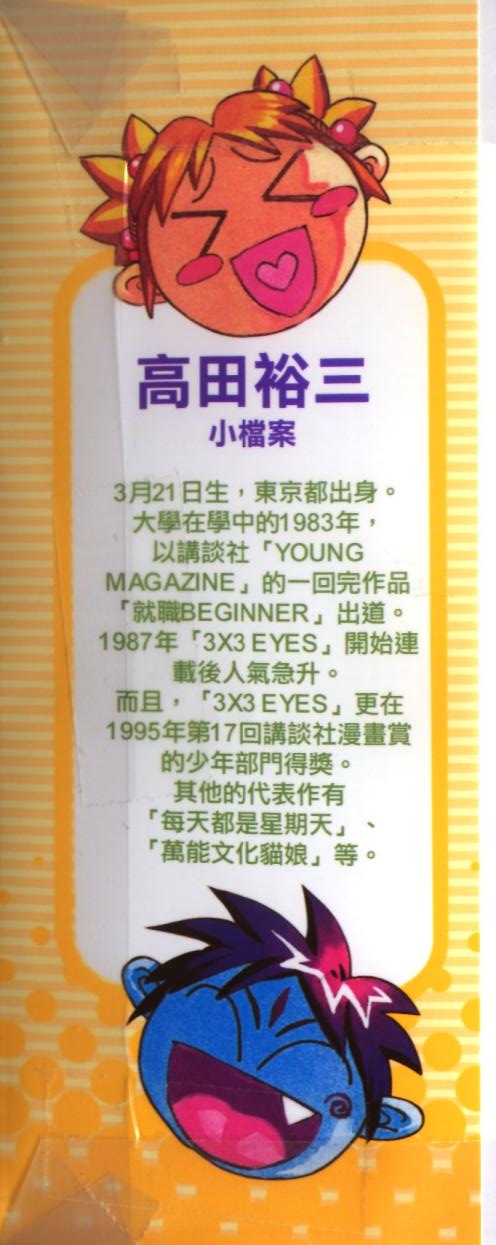 高田裕三
小檔案
3月21日生，東京都出身。
大學在學中的1983年，
以講談社「YOUNG
MAGAZINE」的一回完作品
「就職BEGINNER」出道。
1987年「3X3 EYES」開始連
載後人氣急升。
而且，「3X3 EYES」更在
1995年第17回講談社漫畫賞
的少年部門得獎。
其他的代表作有
「每天都是星期天」、
「萬能文化貓娘」等。